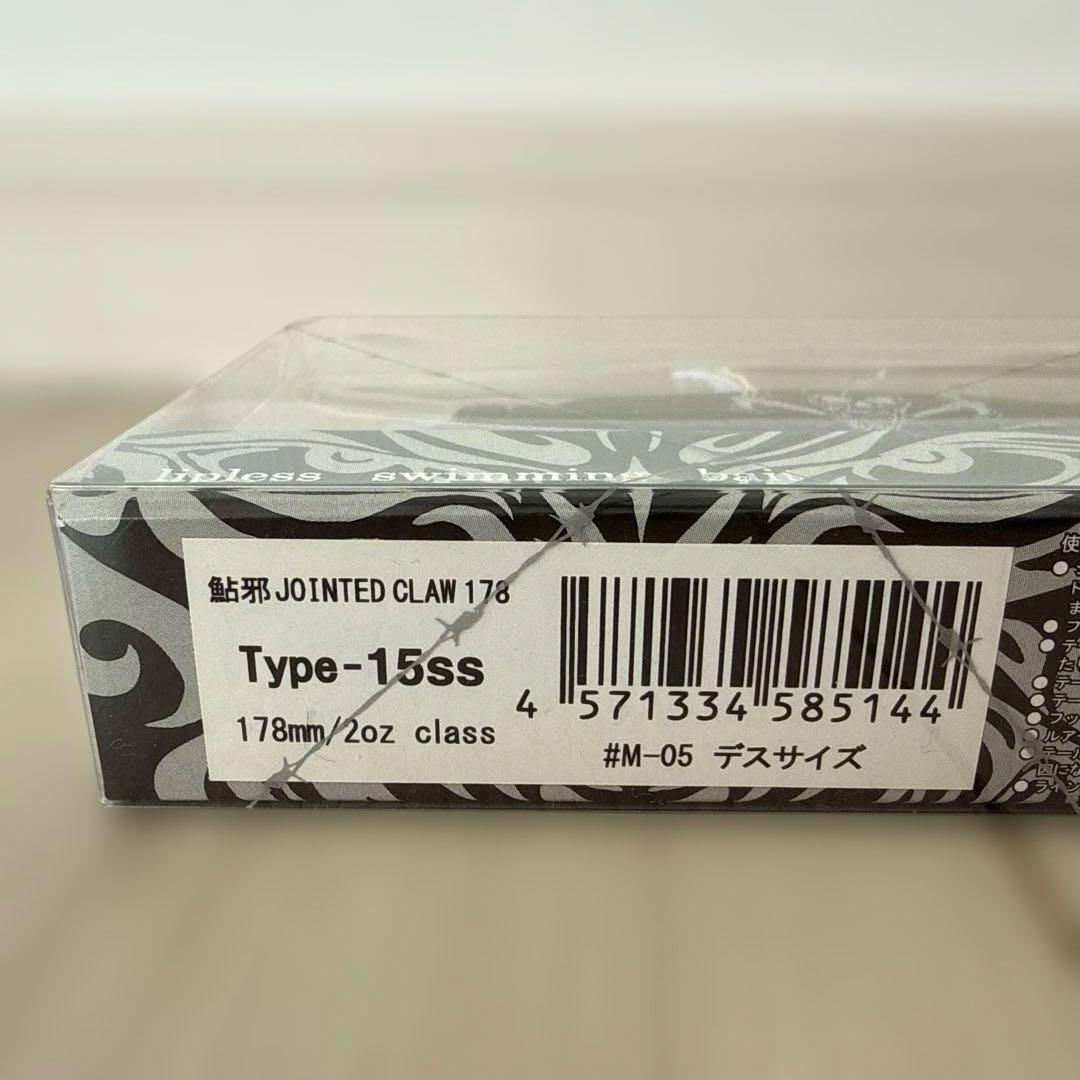 lipless swimming bait
鮎邪 JOINTED CLAW 178
Type-15ss
178mm/2oz class
4 571334 585144
#M-05 デスサイズ
使